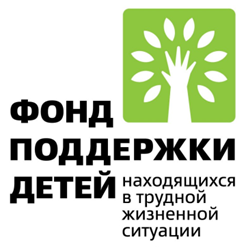 ФОНД
ПОДДЕРЖКИ
ДЕТЕЙ
находящихся
в трудной
жизненной
ситуации